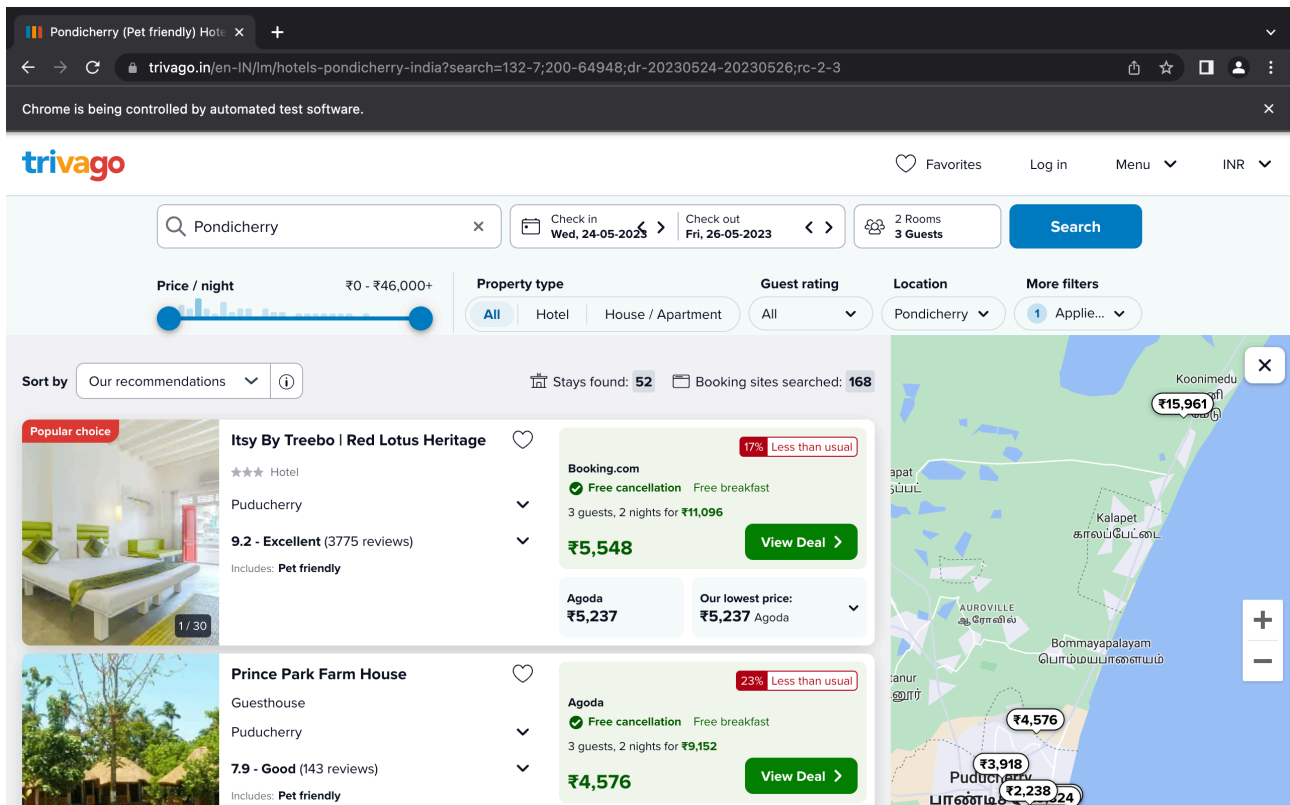 Pondicherry (Pet friendly) Hote
trivago.in/en-IN/lm/hotels-pondicherry-india?search=132-7;200-64948;dr-20230524-20230526;rc-2-3
Chrome is being controlled by automated test software.
trivago
Favorites
Log in
Menu
INR
Pondicherry
Check in
Wed, 24-05-2023
Check out
Fri, 26-05-2023
2 Rooms
3 Guests
Search
Price / night
₹0 - ₹46,000+
Property type
All
Hotel
House / Apartment
Guest rating
All
Location
Pondicherry
More filters
1 Applie...
Sort by
Our recommendations
Stays found: 52
Booking sites searched: 168
Popular choice
1 / 30
Itsy By Treebo | Red Lotus Heritage
Hotel
Puducherry
9.2 - Excellent (3775 reviews)
Includes: Pet friendly
17% Less than usual
Booking.com
Free cancellation Free breakfast
3 guests, 2 nights for ₹11,096
₹5,548
View Deal
Agoda
₹5,237
Our lowest price:
₹5,237 Agoda
Prince Park Farm House
Guesthouse
Puducherry
7.9 - Good (143 reviews)
Includes: Pet friendly
23% Less than usual
Agoda
Free cancellation Free breakfast
3 guests, 2 nights for ₹9,152
₹4,576
View Deal
Koonimedu
₹15,961
Kalapet
காலப்பேட்டை
AUROVILLE
ஆரோவில்
Bommayapalayam
பொம்மயபாளையம்
₹4,576
₹3,918
Puducherry
₹2,238